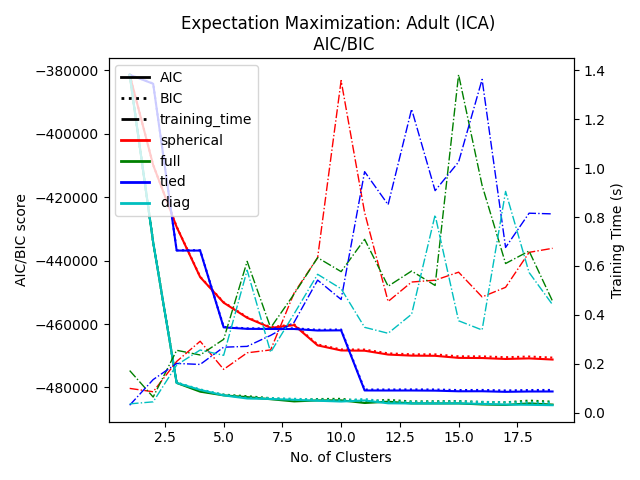 Expectation Maximization: Adult (ICA)
AIC/BIC
AIC
BIC
training_time
spherical
full
tied
diag
AIC/BIC score
−380000
−400000
−420000
−440000
−460000
−480000
1.4
1.2
1.0
0.8
0.6
0.4
0.2
0.0
Training Time (s)
2.5 5.0 7.5 10.0 12.5 15.0 17.5
No. of Clusters